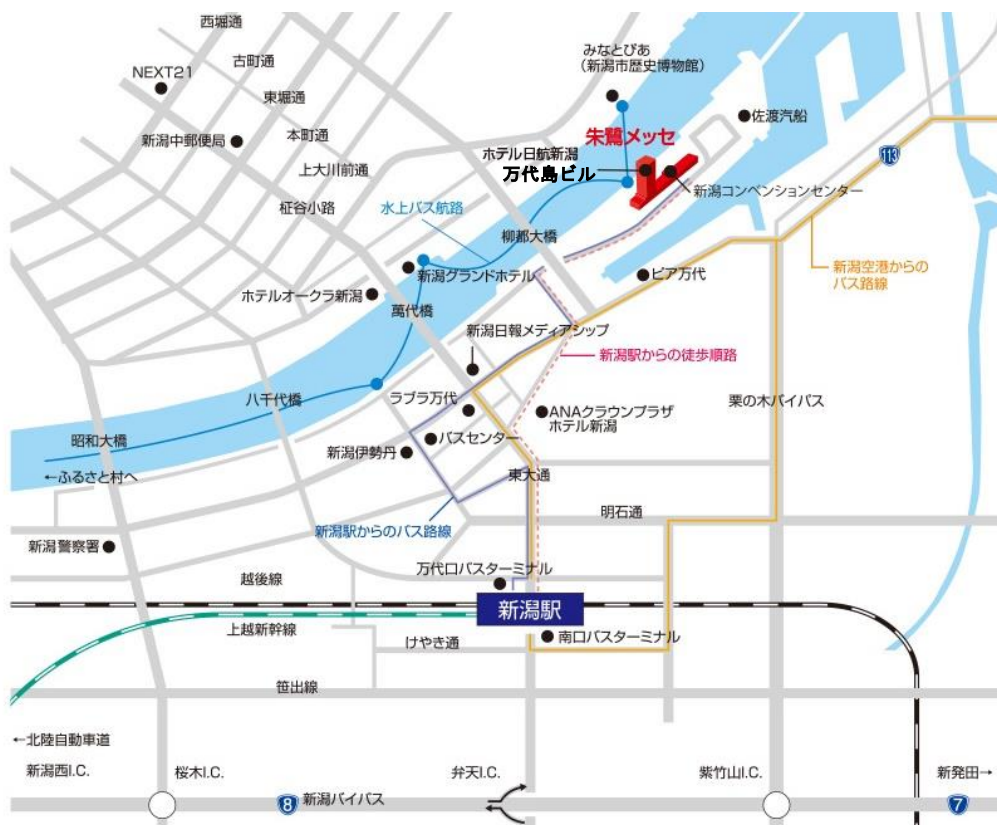 西堀通
古町通
みなとぴあ
(新潟市歴史博物館)
NEXT21
東堀通
佐渡汽船
新潟中郵便局
本町通
朱鷺メッセ
113
上大川前通
ホテル日航新潟
万代島ビル
新潟コンベンションセンター
柾谷小路
水上バス航路
柳都大橋
新潟グランドホテル
ピア万代
新潟空港からの
バス路線
ホテルオークラ新潟
萬代橋
新潟日報メディアシップ
新潟駅からの徒歩順路
八千代橋
ラブラ万代
栗の木バイパス
ANAクラウンプラザ
ホテル新潟
昭和大橋
バスセンター
新潟伊勢丹
←ふるさと村へ
東大通
新潟駅からのバス路線
明石通
新潟警察署
越後線
万代口バスターミナル
新潟駅
上越新幹線
けやき通
南口バスターミナル
笹出線
←北陸自動車道
新潟西I.C.
桜木I.C.
弁天I.C.
紫竹山I.C.
新発田→
8
新潟バイパス
7